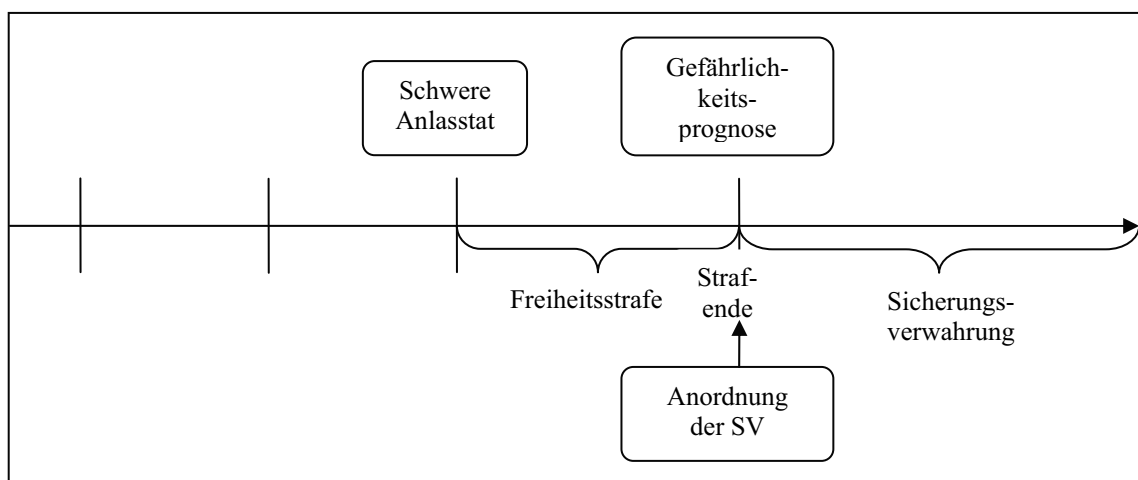 Schwere
Anlasstat
Gefährlich-
keits-
prognose
Freiheitsstrafe
Straf-
ende
Sicherungs-
verwahrung
Anordnung
der SV